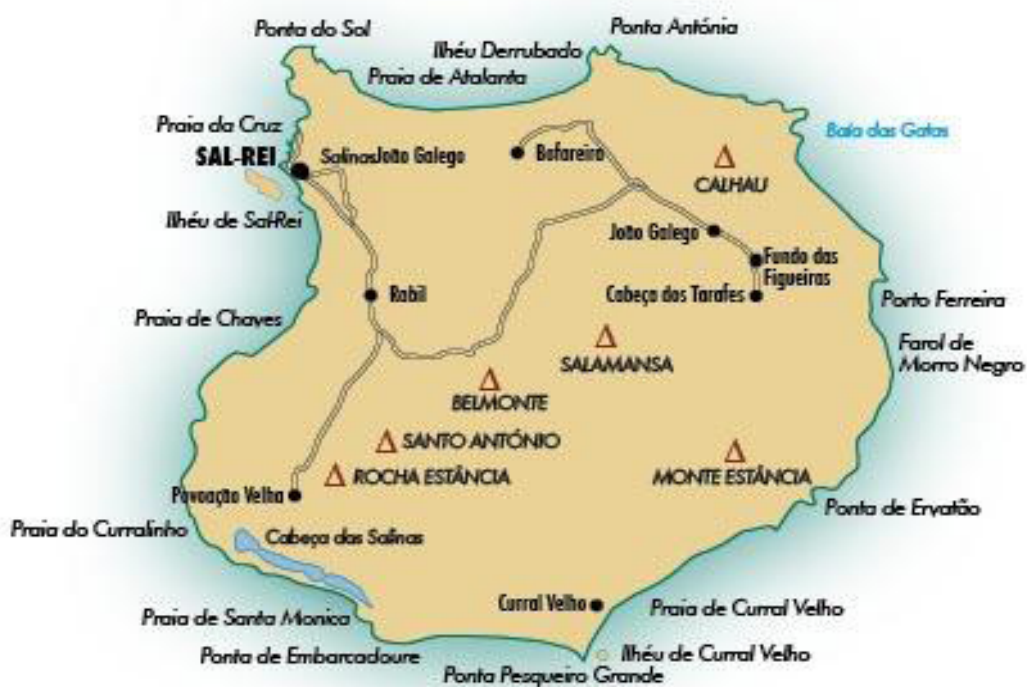 Ponta do Sol
Ponta Antónia
Ilhéu Derrubado
Praia de Atalanta
Praia da Cruz
Baía das Gatas
SAL-REI
Salinas
João Galego
Bofareira
CALHAU
Ilhéu de Sal-Rei
João Galego
Fundo das
Figueiras
Rabil
Cabeça dos Tarafes
Porto Ferreira
Praia de Chaves
Farol de
Morro Negro
SALAMANSA
BELMONTE
SANTO ANTÓNIO
ROCHA ESTÂNCIA
MONTE ESTÂNCIA
Povoação Velha
Ponta de Ervatão
Praia do Curralinho
Cabeça das Salinas
Praia de Santa Monica
Curral Velho
Praia de Curral Velho
Ponta de Embarcadoure
Ilhéu de Curral Velho
Ponta Pesqueiro Grande